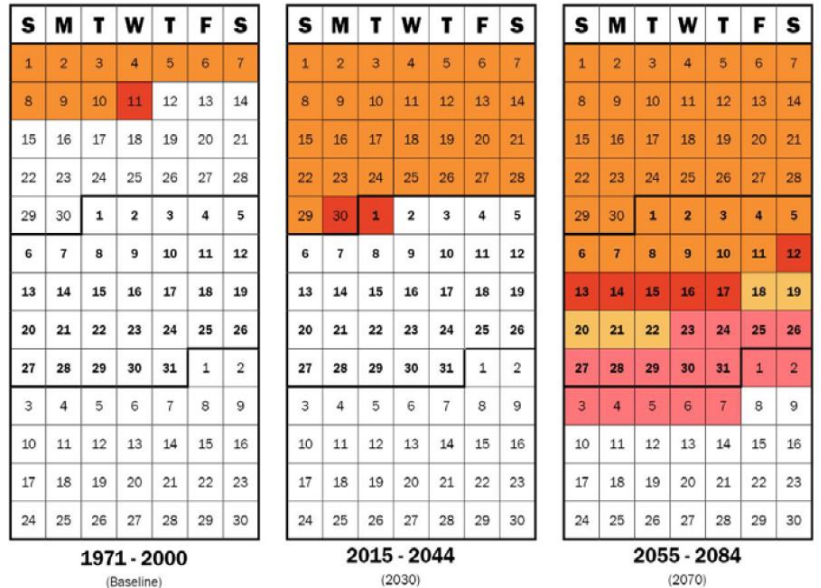 S M T W T F S
1 2 3 4 5 6 7
8 9 10 11 12 13 14
15 16 17 18 19 20 21
22 23 24 25 26 27 28
29 30 1 2 3 4 5
6 7 8 9 10 11 12
13 14 15 16 17 18 19
20 21 22 23 24 25 26
27 28 29 30 31 1 2
3 4 5 6 7 8 9
10 11 12 13 14 15 16
17 18 19 20 21 22 23
24 25 26 27 28 29 30
1971 - 2000
(Baseline)
S M T W T F S
1 2 3 4 5 6 7
8 9 10 11 12 13 14
15 16 17 18 19 20 21
22 23 24 25 26 27 28
29 30 1 2 3 4 5
6 7 8 9 10 11 12
13 14 15 16 17 18 19
20 21 22 23 24 25 26
27 28 29 30 31 1 2
3 4 5 6 7 8 9
10 11 12 13 14 15 16
17 18 19 20 21 22 23
24 25 26 27 28 29 30
2015 - 2044
(2030)
S M T W T F S
1 2 3 4 5 6 7
8 9 10 11 12 13 14
15 16 17 18 19 20 21
22 23 24 25 26 27 28
29 30 1 2 3 4 5
6 7 8 9 10 11 12
13 14 15 16 17 18 19
20 21 22 23 24 25 26
27 28 29 30 31 1 2
3 4 5 6 7 8 9
10 11 12 13 14 15 16
17 18 19 20 21 22 23
24 25 26 27 28 29 30
2055 - 2084
(2070)